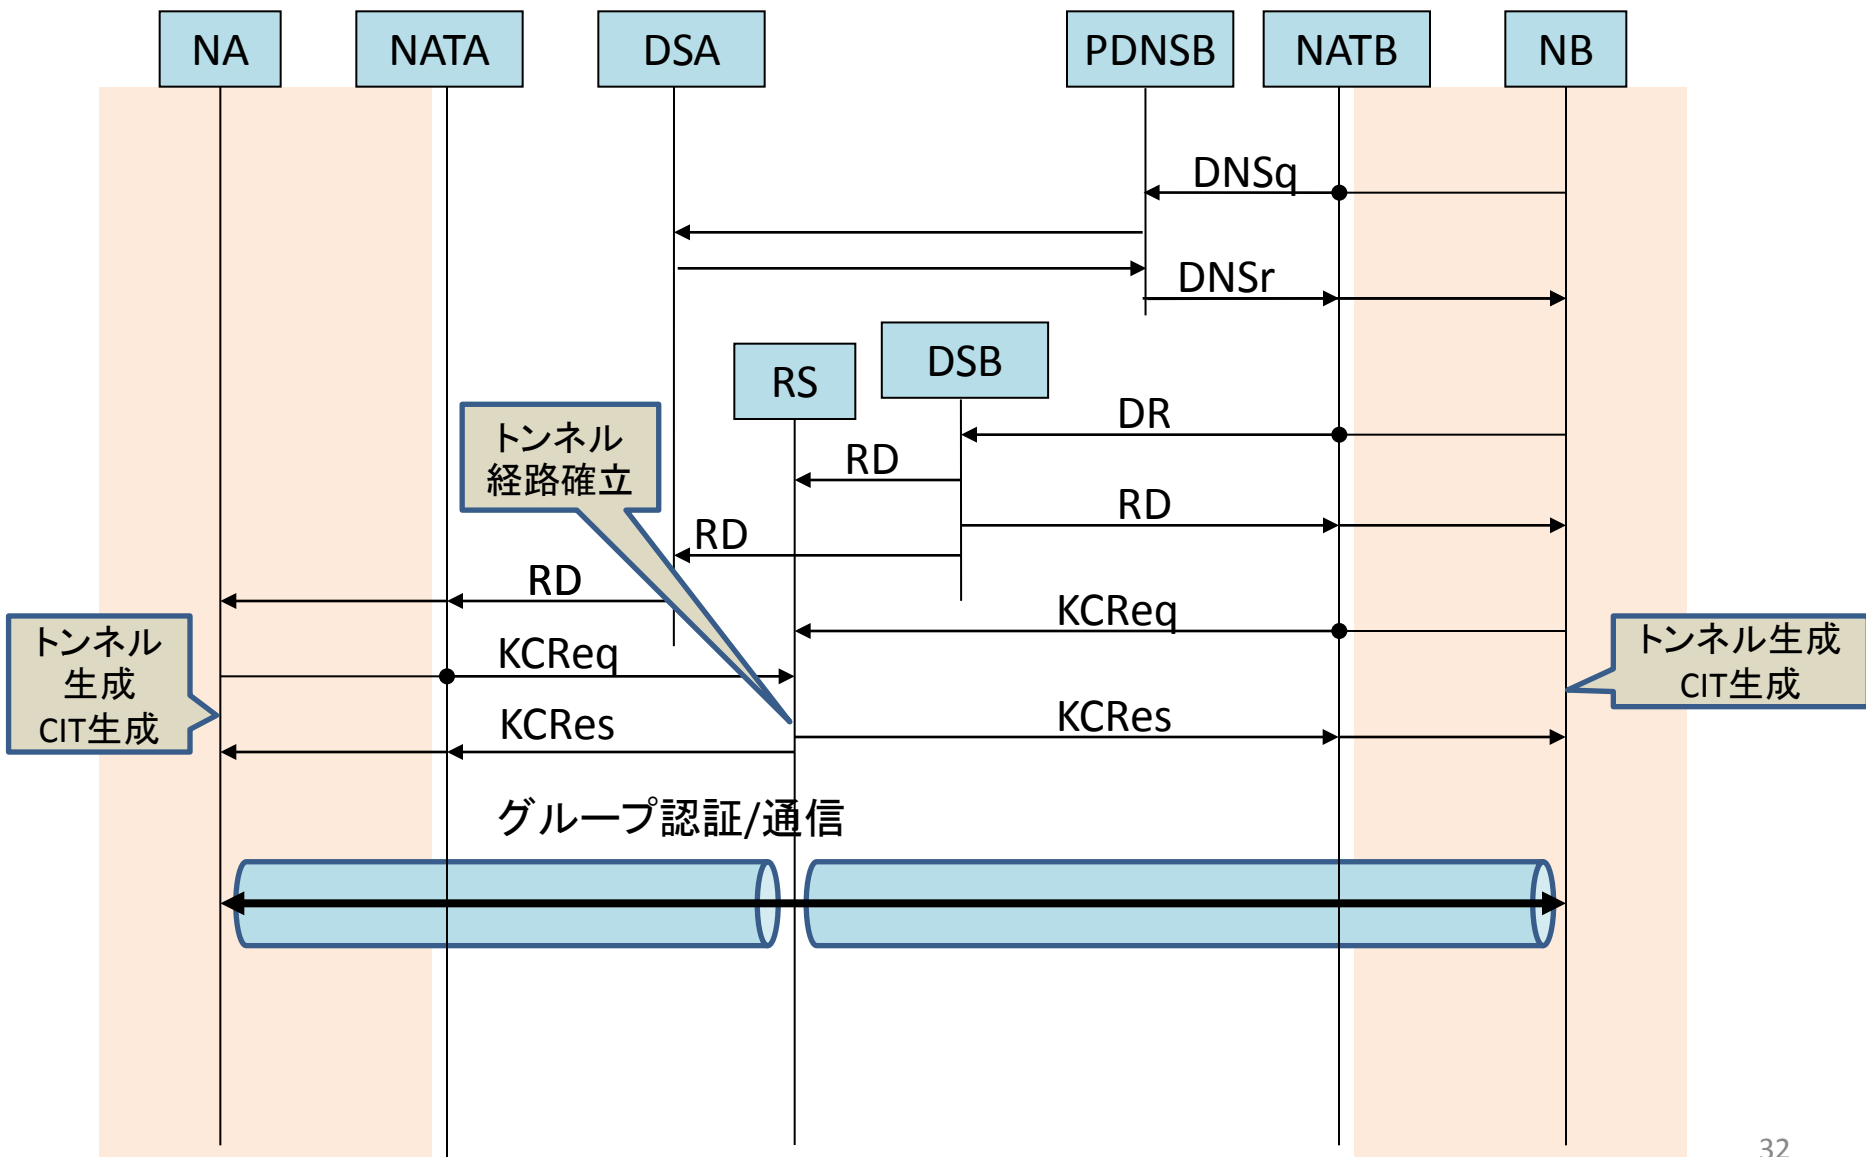 NA
NATA
DSA
PDNSB
NATB
NB
DNSq
DNSr
RS
DSB
トンネル
経路確立
DR
RD
RD
RD
RD
トンネル
生成
CIT生成
KCReq
KCReq
トンネル生成
CIT生成
KCRes
KCRes
グループ認証/通信
32